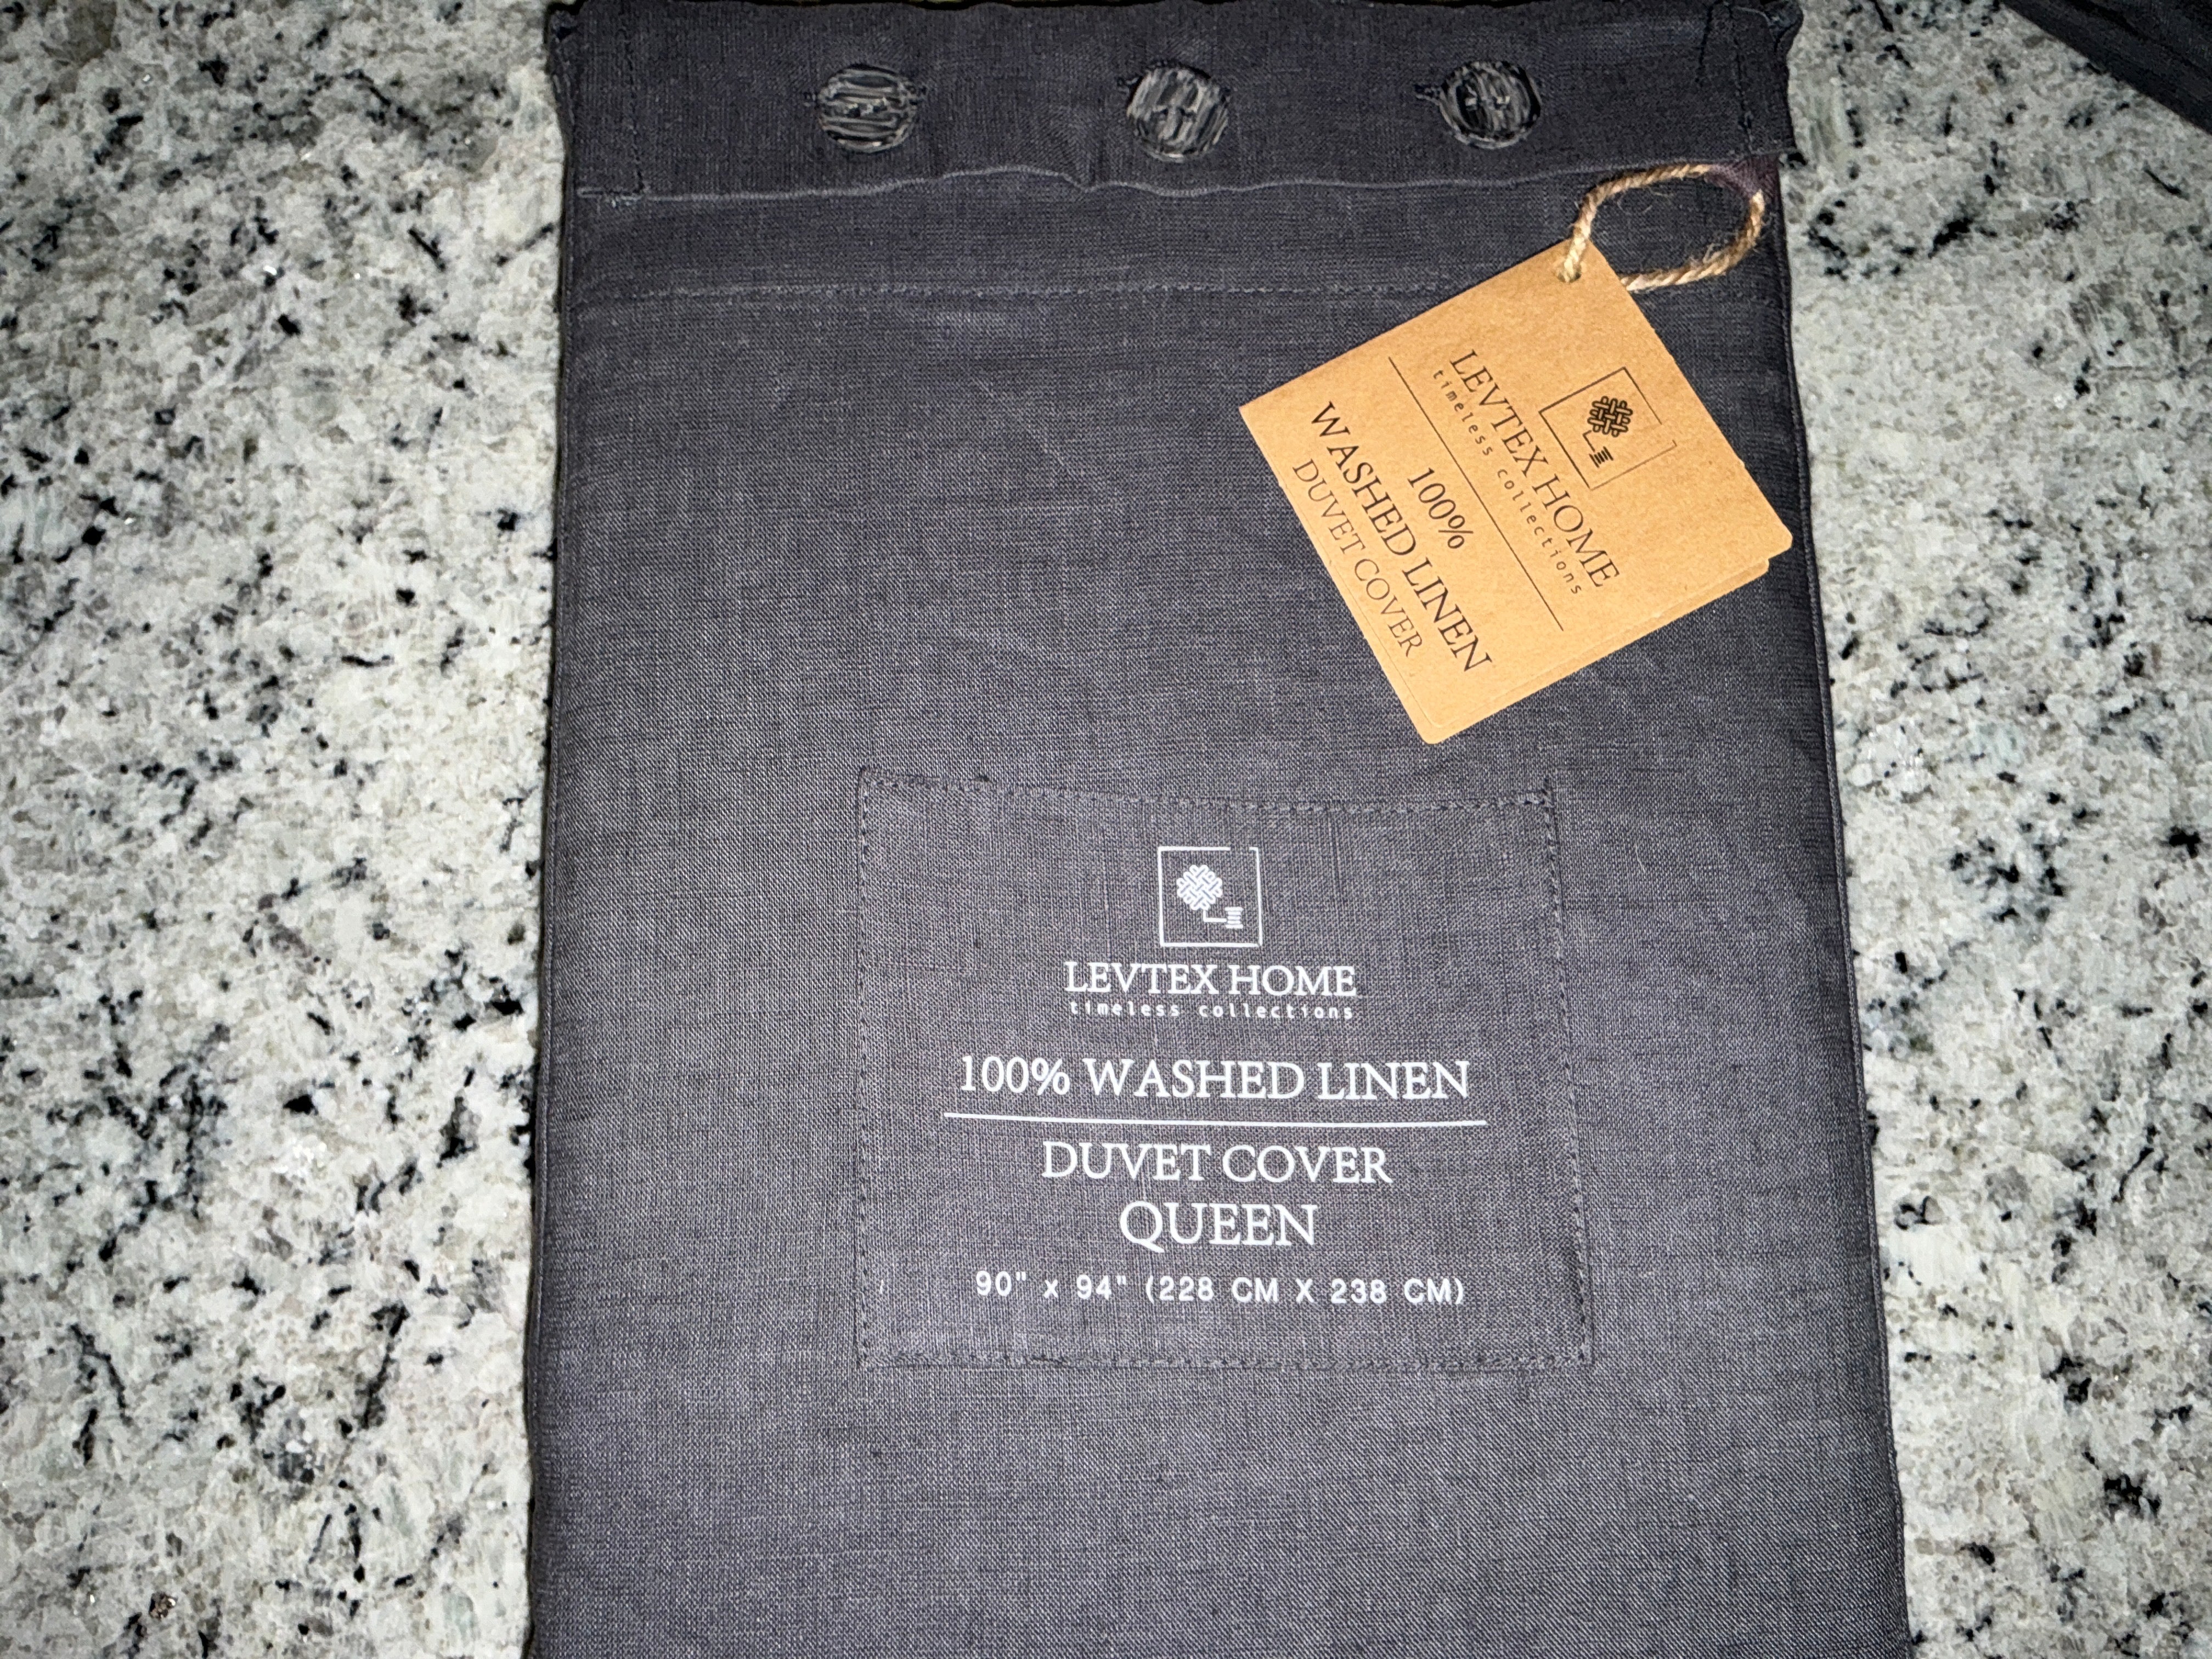 LEVTEX HOME
timeless collections
100%
WASHED LINEN
DUVET COVER
LEVTEX HOME
timeless collections
100% WASHED LINEN
DUVET COVER
QUEEN
90" x 94" (228 CM X 238 CM)